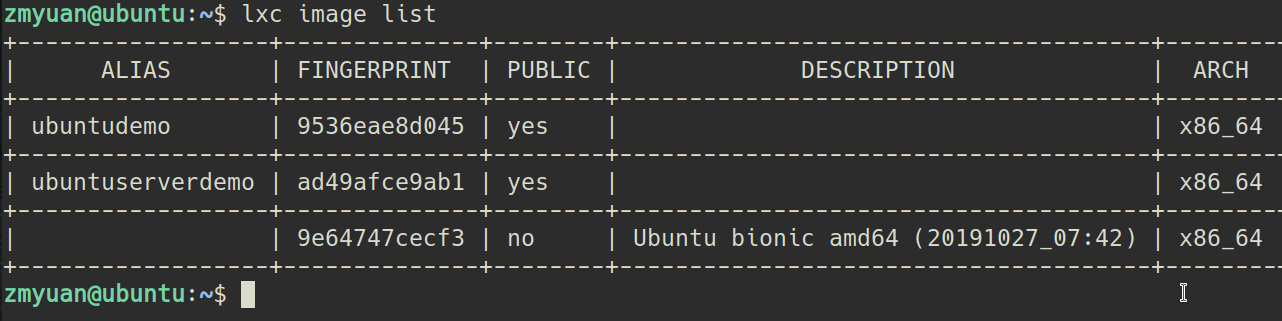 zmyuan@ubuntu:~$ lxc image list
+------------------+--------------+--------+--------------------------------------+--------
|      ALIAS       | FINGERPRINT  | PUBLIC |             DESCRIPTION              |  ARCH
+------------------+--------------+--------+--------------------------------------+--------
| ubuntudemo       | 9536eae8d045 | yes    |                                      | x86_64
+------------------+--------------+--------+--------------------------------------+--------
| ubuntuserverdemo | ad49afce9ab1 | yes    |                                      | x86_64
+------------------+--------------+--------+--------------------------------------+--------
|                  | 9e64747cecf3 | no     | Ubuntu bionic amd64 (20191027_07:42) | x86_64
+------------------+--------------+--------+--------------------------------------+--------
zmyuan@ubuntu:~$